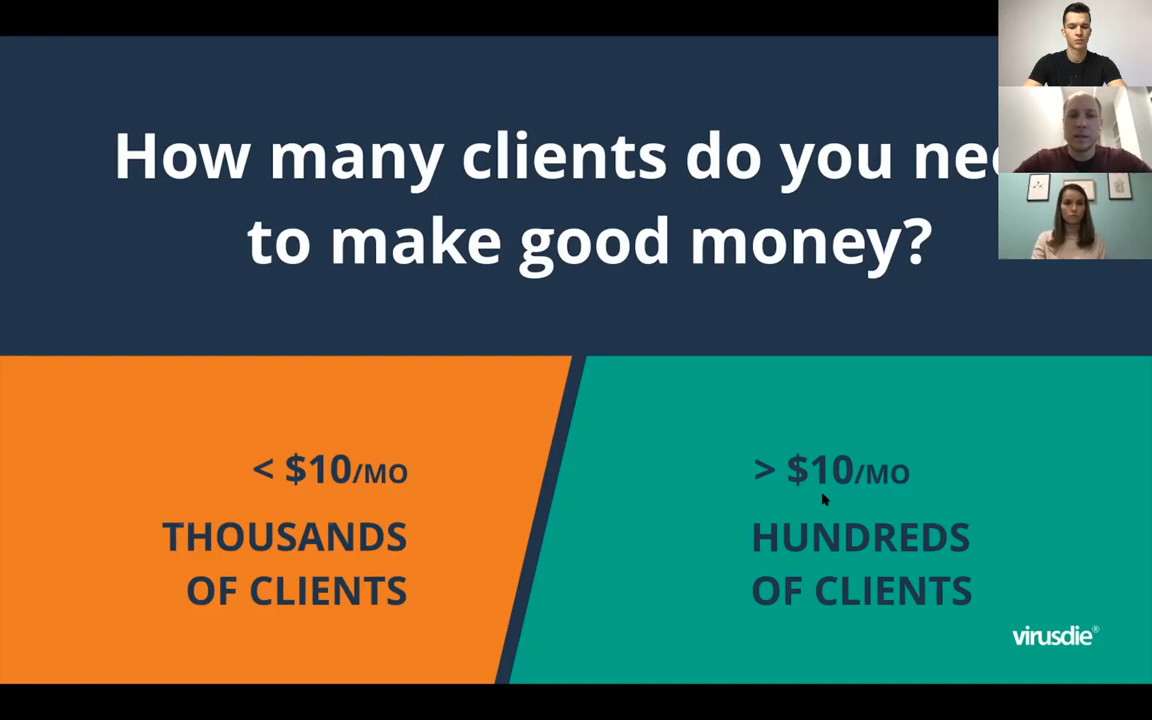 How many clients do you nee
to make good money?
< $10/MO
THOUSANDS
OF CLIENTS
> $10/MO
HUNDREDS
OF CLIENTS
virusdie®